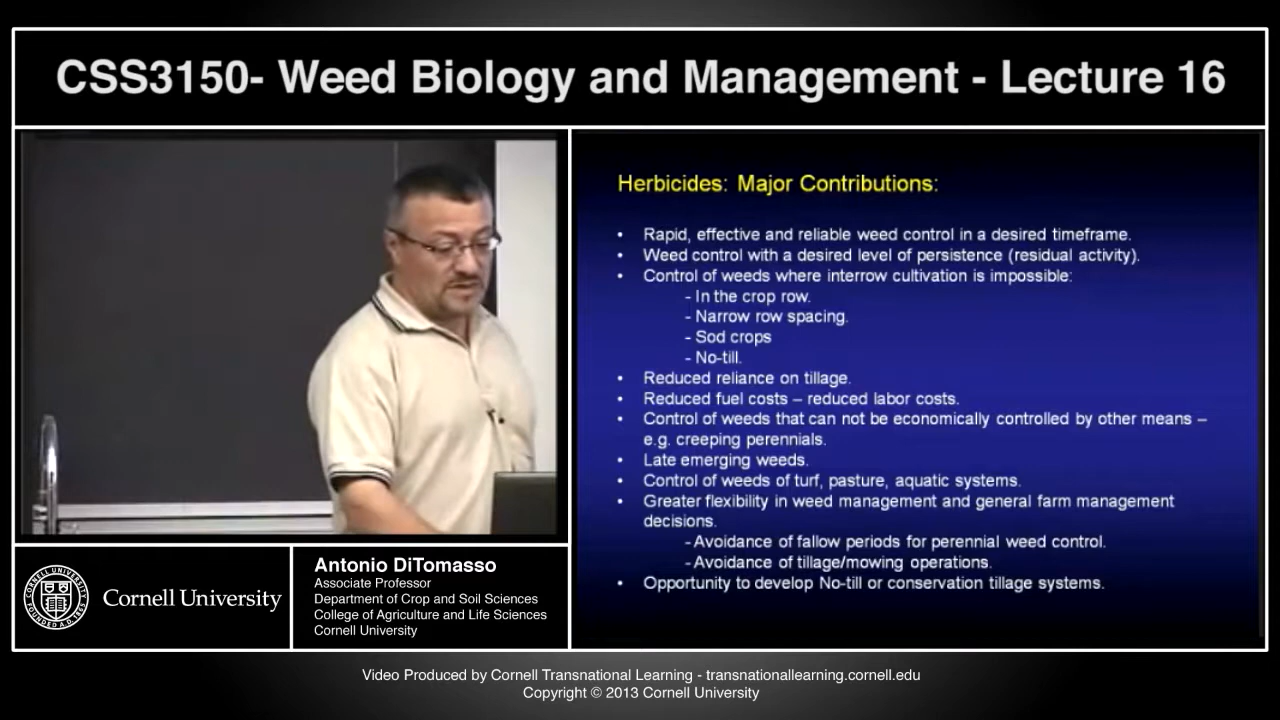 CSS3150- Weed Biology and Management - Lecture 16
Herbicides: Major Contributions:
• Rapid, effective and reliable weed control in a desired timeframe.
• Weed control with a desired level of persistence (residual activity).
• Control of weeds where interrow cultivation is impossible:
- In the crop row.
- Narrow row spacing.
- Sod crops
- No-till.
• Reduced reliance on tillage.
• Reduced fuel costs – reduced labor costs.
• Control of weeds that can not be economically controlled by other means –
e.g. creeping perennials.
• Late emerging weeds.
• Control of weeds of turf, pasture, aquatic systems.
• Greater flexibility in weed management and general farm management
decisions.
- Avoidance of fallow periods for perennial weed control.
- Avoidance of tillage/mowing operations.
• Opportunity to develop No-till or conservation tillage systems.
Cornell University
Antonio DiTomasso
Associate Professor
Department of Crop and Soil Sciences
College of Agriculture and Life Sciences
Cornell University
Video Produced by Cornell Transnational Learning - transnationallearning.cornell.edu
Copyright © 2013 Cornell University